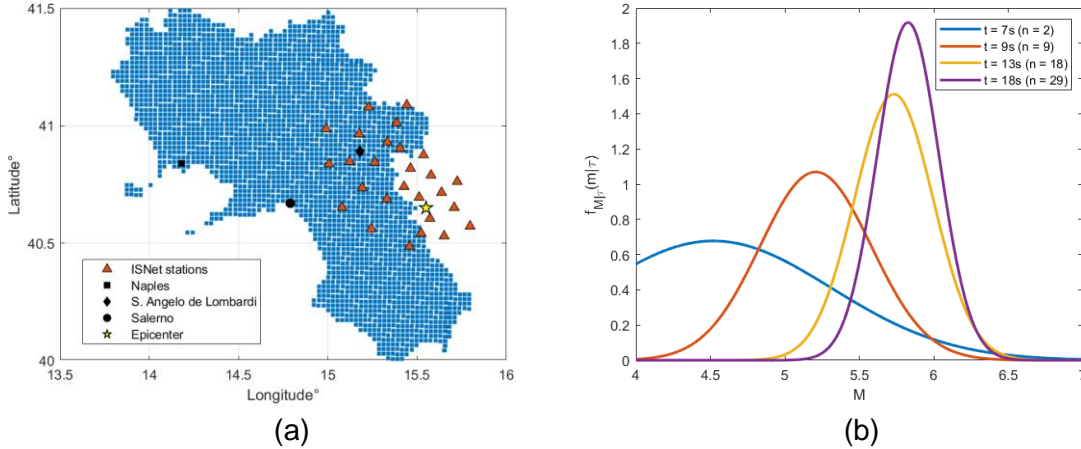 41.5
41
40.5
40
Latitude°
13.5
14
14.5
15
15.5
16
Longitude°
ISNet stations
Naples
S. Angelo de Lombardi
Salerno
Epicenter
(a)
2
1.8
1.6
1.4
1.2
1
0.8
0.6
0.4
0.2
0
f_{M|τ}(m|τ)
4
4.5
5
5.5
6
6.5
7
M
t = 7s (n = 2)
t = 9s (n = 9)
t = 13s (n = 18)
t = 18s (n = 29)
(b)